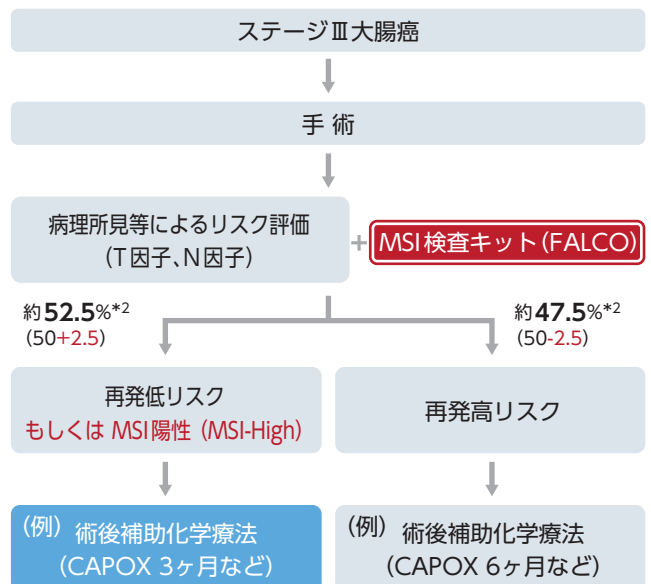 ステージⅢ大腸癌
手術
病理所見等によるリスク評価
(T因子、N因子)
+
MSI検査キット(FALCO)
約52.5%*2
(50+2.5)
約47.5%*2
(50-2.5)
再発低リスク
もしくは MSI陽性 (MSI-High)
再発高リスク
(例) 術後補助化学療法
(CAPOX 3ヶ月など)
(例) 術後補助化学療法
(CAPOX 6ヶ月など)